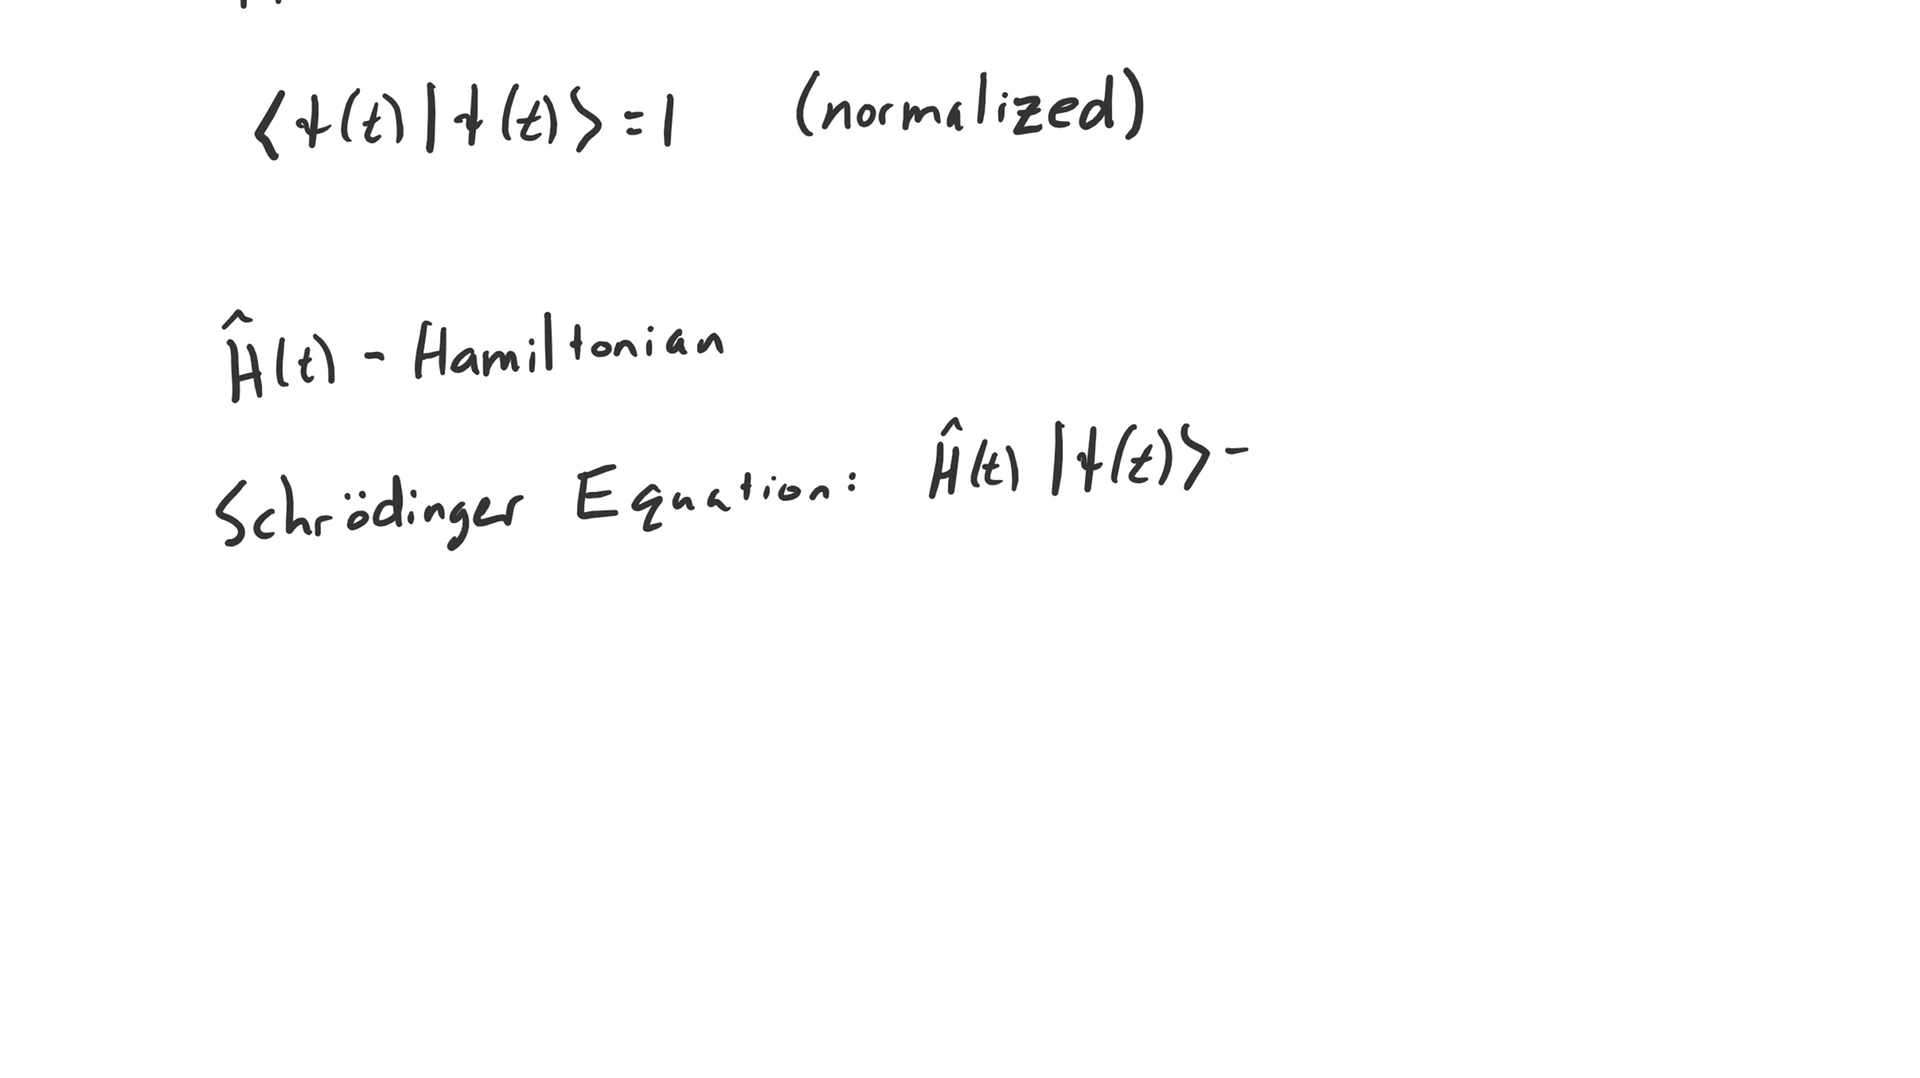 ⟨ψ(t)|ψ(t)⟩ = 1 (normalized)
Ĥ(t) - Hamiltonian
Schrödinger Equation: Ĥ(t) |ψ(t)⟩ -